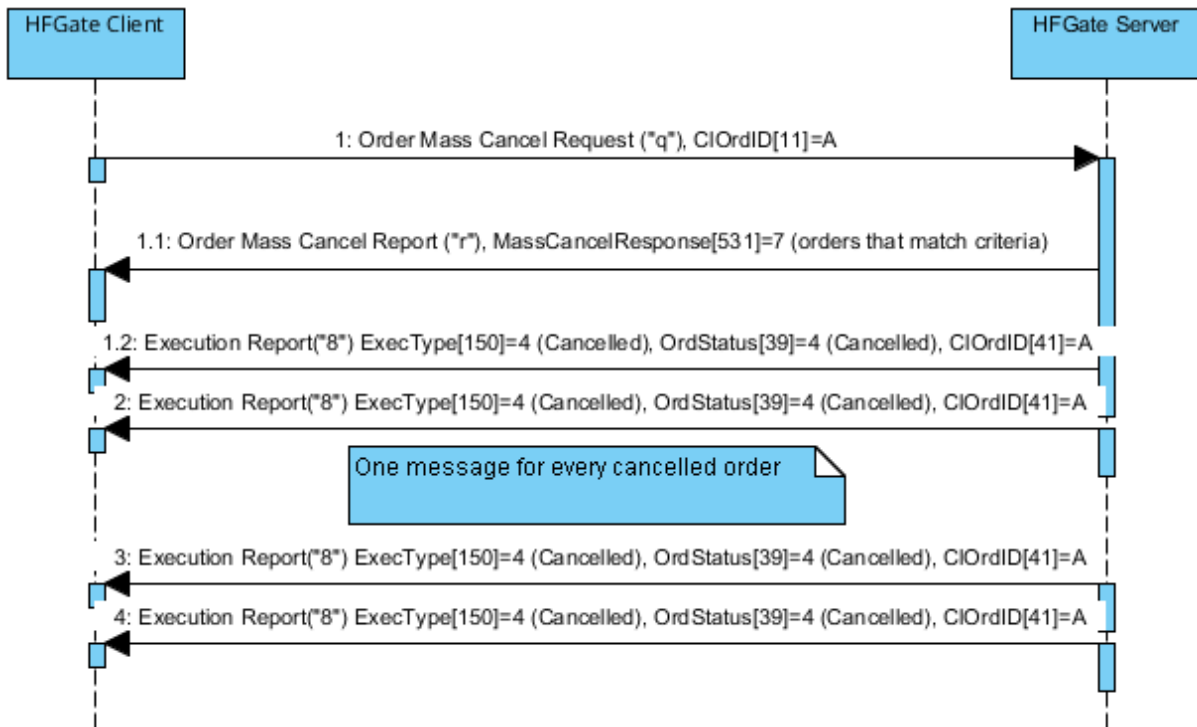 HFGate Client
HFGate Server
1: Order Mass Cancel Request ("q"), ClOrdID[11]=A
1.1: Order Mass Cancel Report ("r"), MassCancelResponse[531]=7 (orders that match criteria)
1.2: Execution Report("8") ExecType[150]=4 (Cancelled), OrdStatus[39]=4 (Cancelled), ClOrdID[41]=A
2: Execution Report("8") ExecType[150]=4 (Cancelled), OrdStatus[39]=4 (Cancelled), ClOrdID[41]=A
One message for every cancelled order
3: Execution Report("8") ExecType[150]=4 (Cancelled), OrdStatus[39]=4 (Cancelled), ClOrdID[41]=A
4: Execution Report("8") ExecType[150]=4 (Cancelled), OrdStatus[39]=4 (Cancelled), ClOrdID[41]=A